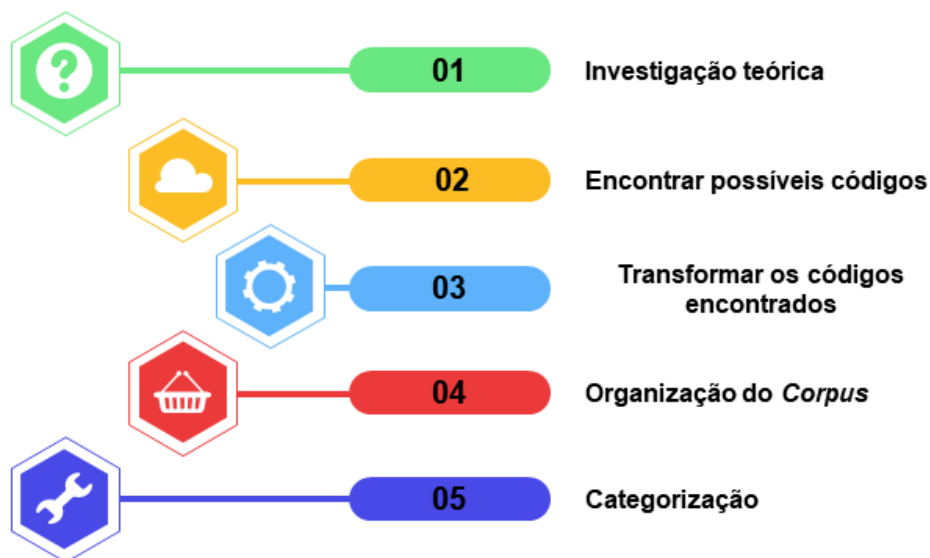 01 Investigação teórica
02 Encontrar possíveis códigos
03 Transformar os códigos
encontrados
04 Organização do Corpus
05 Categorização